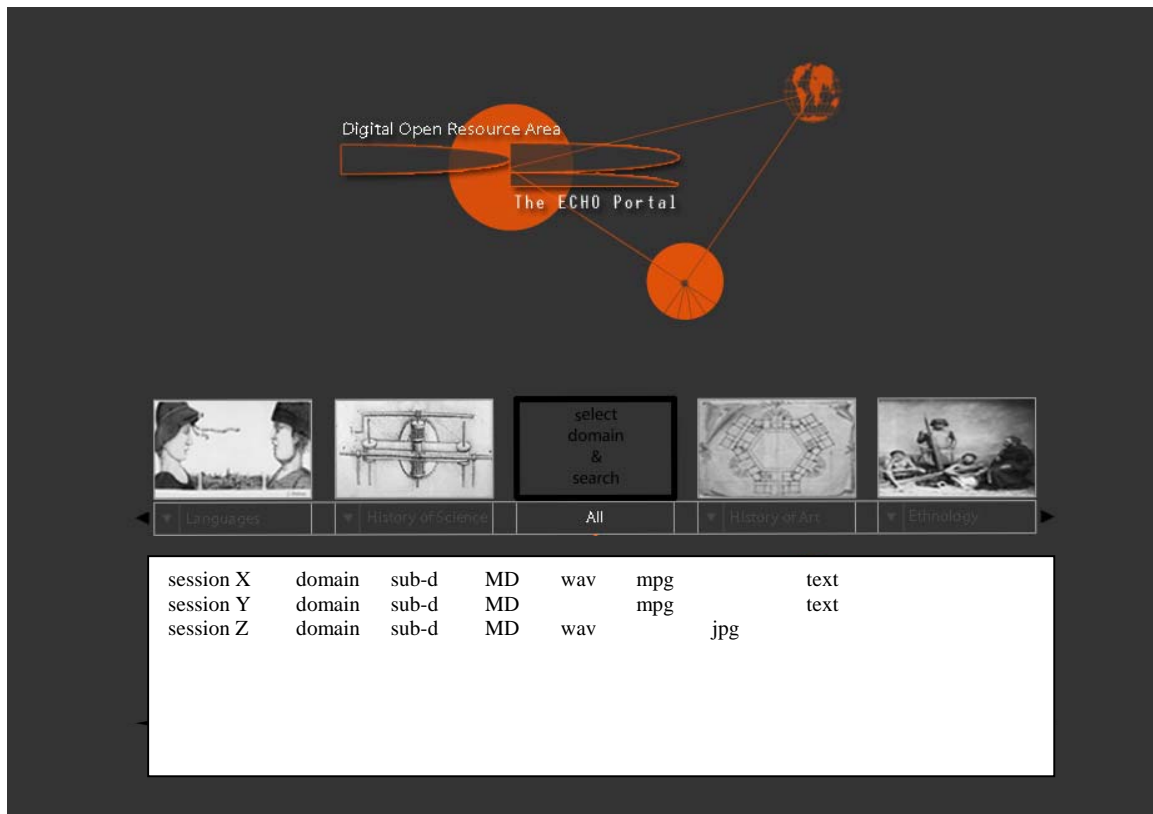 Digital Open Resource Area
The ECHO Portal
select
domain
&
search
Languages
History of Science
All
History of Art
Ethnology
session X domain sub-d MD wav mpg text
session Y domain sub-d MD mpg text
session Z domain sub-d MD wav jpg